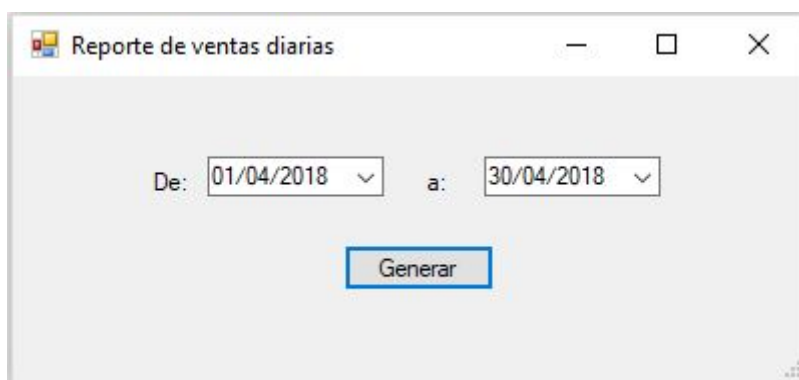 Reporte de ventas diarias
De: 01/04/2018 a: 30/04/2018
Generar